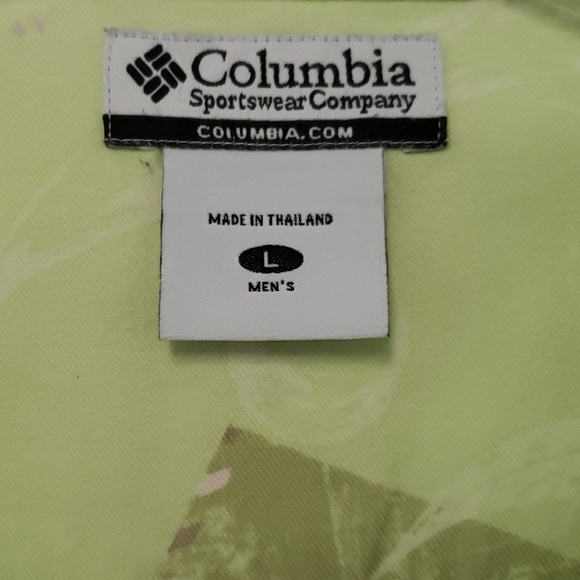 Columbia
Sportswear Company
COLUMBIA.COM
MADE IN THAILAND
L
MEN'S